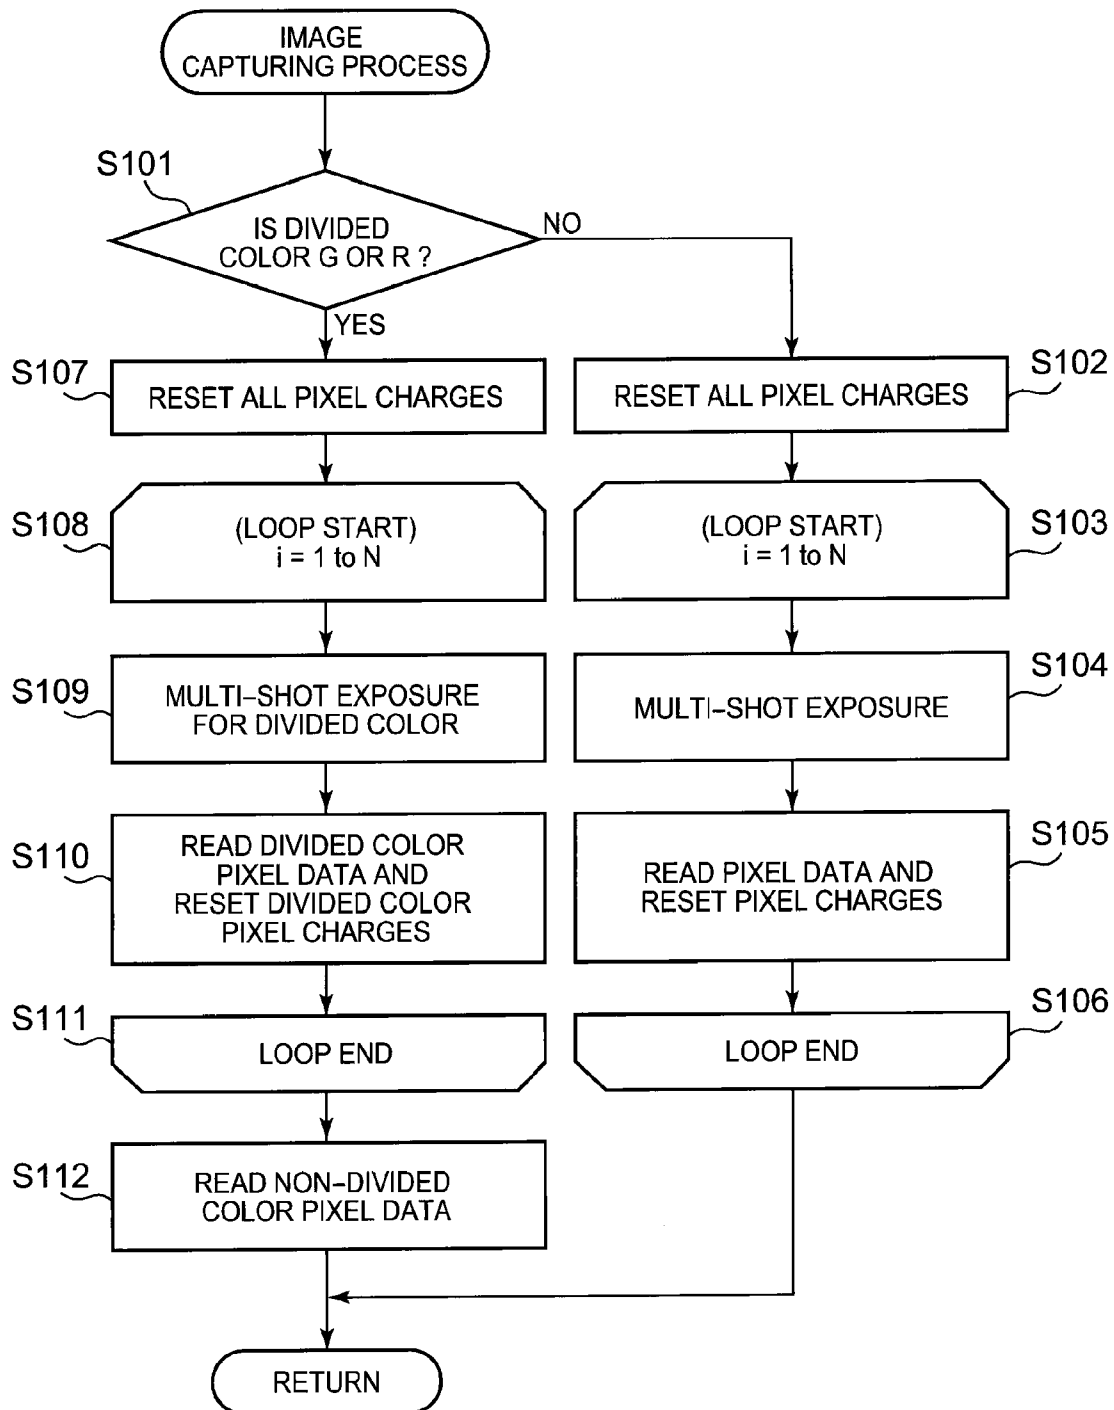 IMAGE
CAPTURING PROCESS
S101
IS DIVIDED
COLOR G OR R ?
NO
YES
S107
RESET ALL PIXEL CHARGES
S102
RESET ALL PIXEL CHARGES
S108
(LOOP START)
i = 1 to N
S103
(LOOP START)
i = 1 to N
S109
MULTI-SHOT EXPOSURE
FOR DIVIDED COLOR
S104
MULTI-SHOT EXPOSURE
S110
READ DIVIDED COLOR
PIXEL DATA AND
RESET DIVIDED COLOR
PIXEL CHARGES
S105
READ PIXEL DATA AND
RESET PIXEL CHARGES
S111
LOOP END
S106
LOOP END
S112
READ NON-DIVIDED
COLOR PIXEL DATA
RETURN